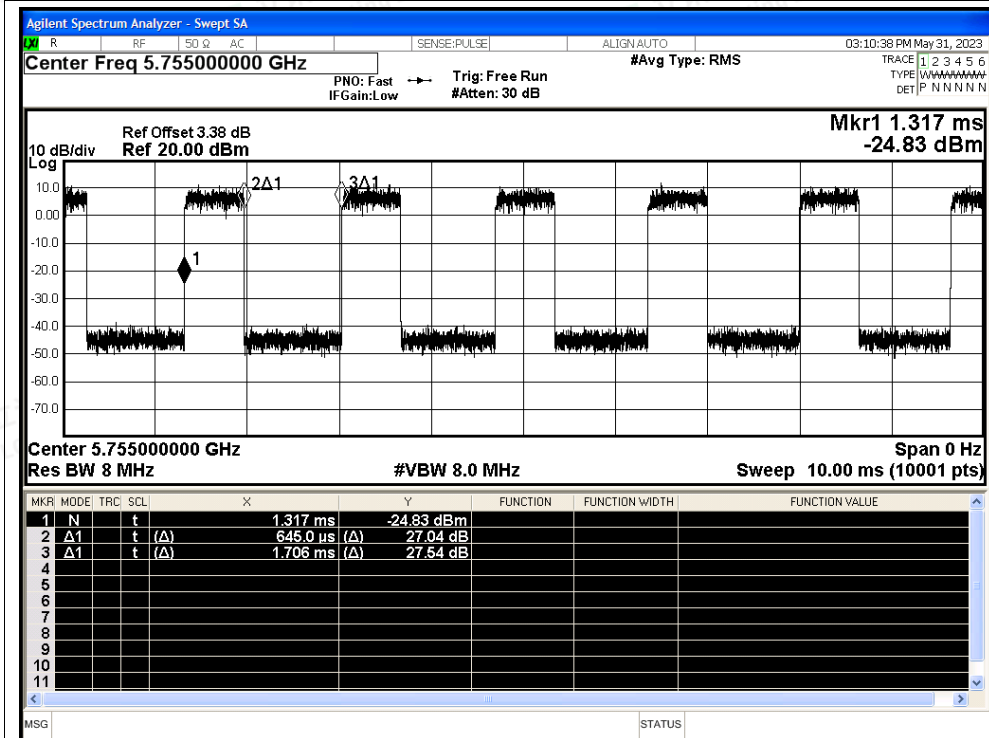 Agilent Spectrum Analyzer - Swept SA
LXI R RF 50 Ω AC SENSE:PULSE ALIGN AUTO 03:10:38 PM May 31, 2023
Center Freq 5.755000000 GHz #Avg Type: RMS TRACE 1 2 3 4 5 6
PNO: Fast Trig: Free Run TYPE
IFGain:Low #Atten: 30 dB DET P N N N N N
Mkr1 1.317 ms
Ref Offset 3.38 dB
10 dB/div Ref 20.00 dBm -24.83 dBm
Log
10.0
0.00
-10.0
-20.0
-30.0
-40.0
-50.0
-60.0
-70.0
2Δ1 3Δ1
1
Center 5.755000000 GHz Span 0 Hz
Res BW 8 MHz #VBW 8.0 MHz Sweep 10.00 ms (10001 pts)
MKR MODE TRC SCL X Y FUNCTION FUNCTION WIDTH FUNCTION VALUE
1 N t 1.317 ms -24.83 dBm
2 Δ1 t (Δ) 645.0 µs (Δ) 27.04 dB
3 Δ1 t (Δ) 1.706 ms (Δ) 27.54 dB
4
5
6
7
8
9
10
11
MSG STATUS